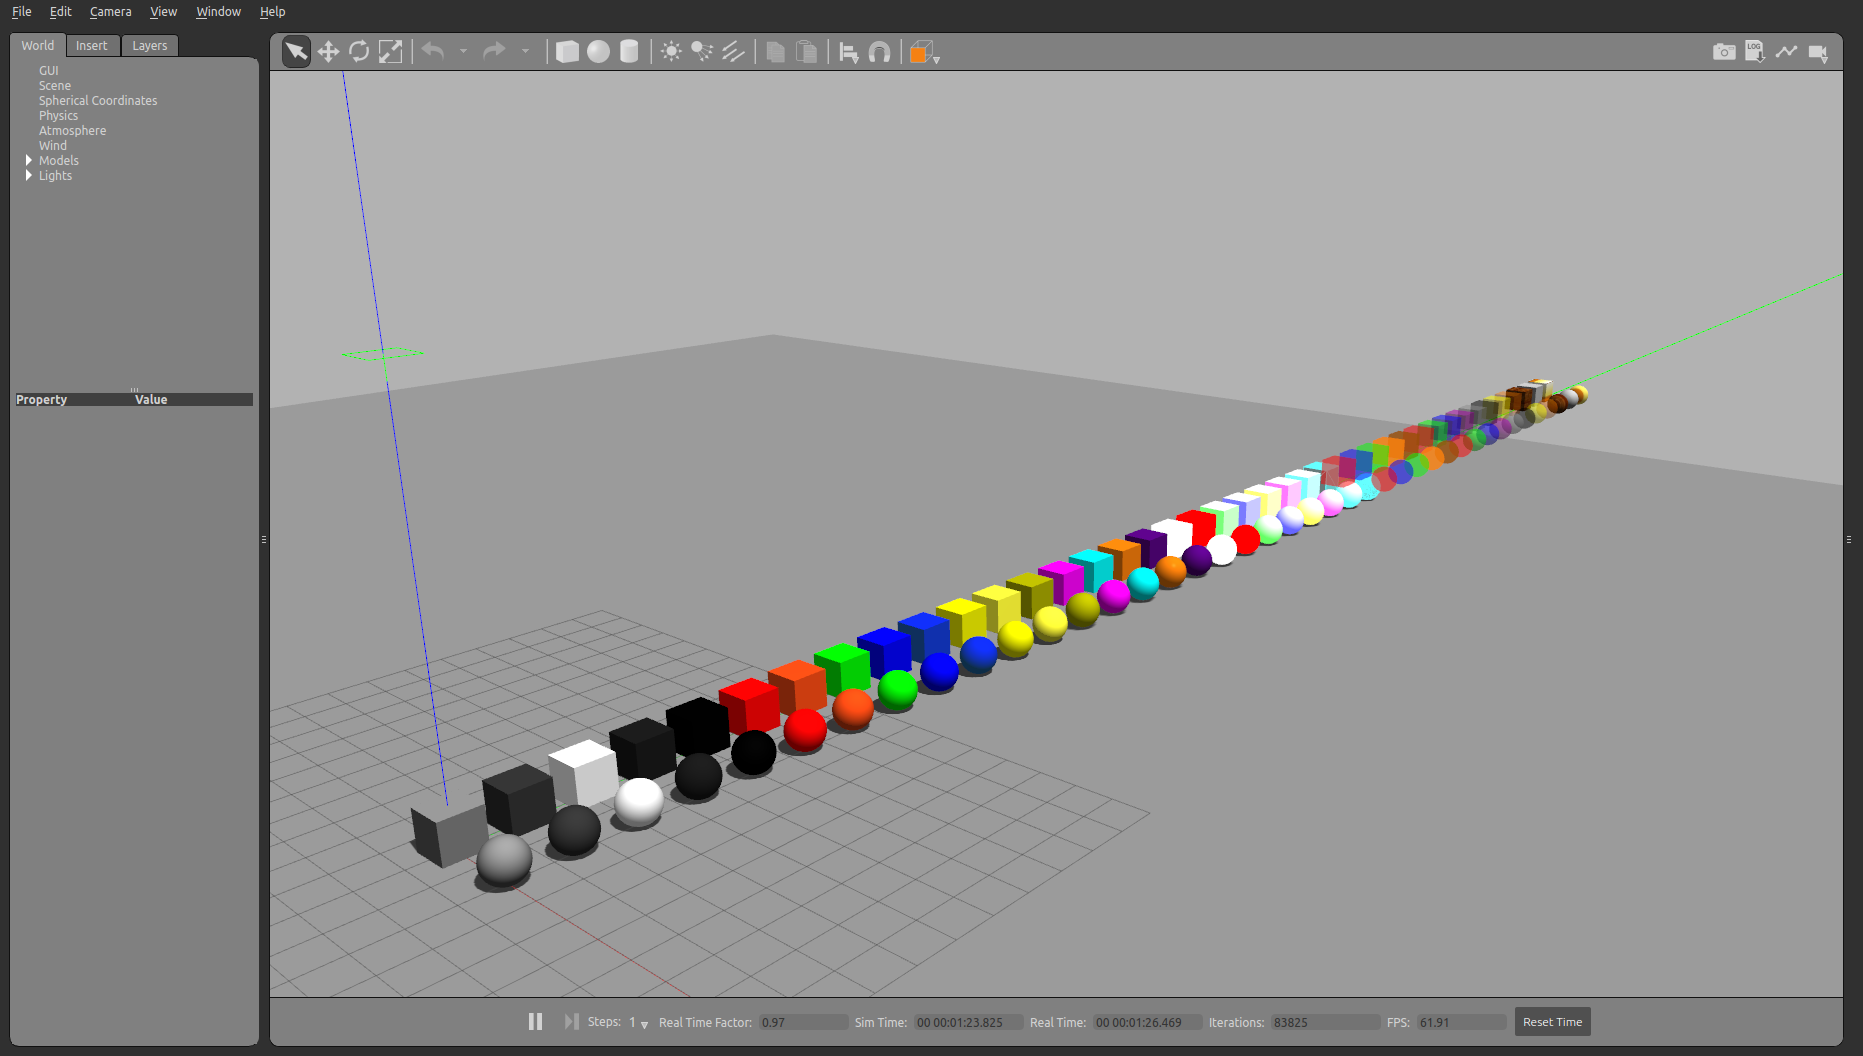 File Edit Camera View Window Help
World Insert Layers
LOG
GUI
Scene
Spherical Coordinates
Physics
Atmosphere
Wind
Models
Lights
Property Value
Steps: 1 Real Time Factor: 0.97 Sim Time: 00 00:01:23.825 Real Time: 00 00:01:26.469 Iterations: 83825 FPS: 61.91 Reset Time